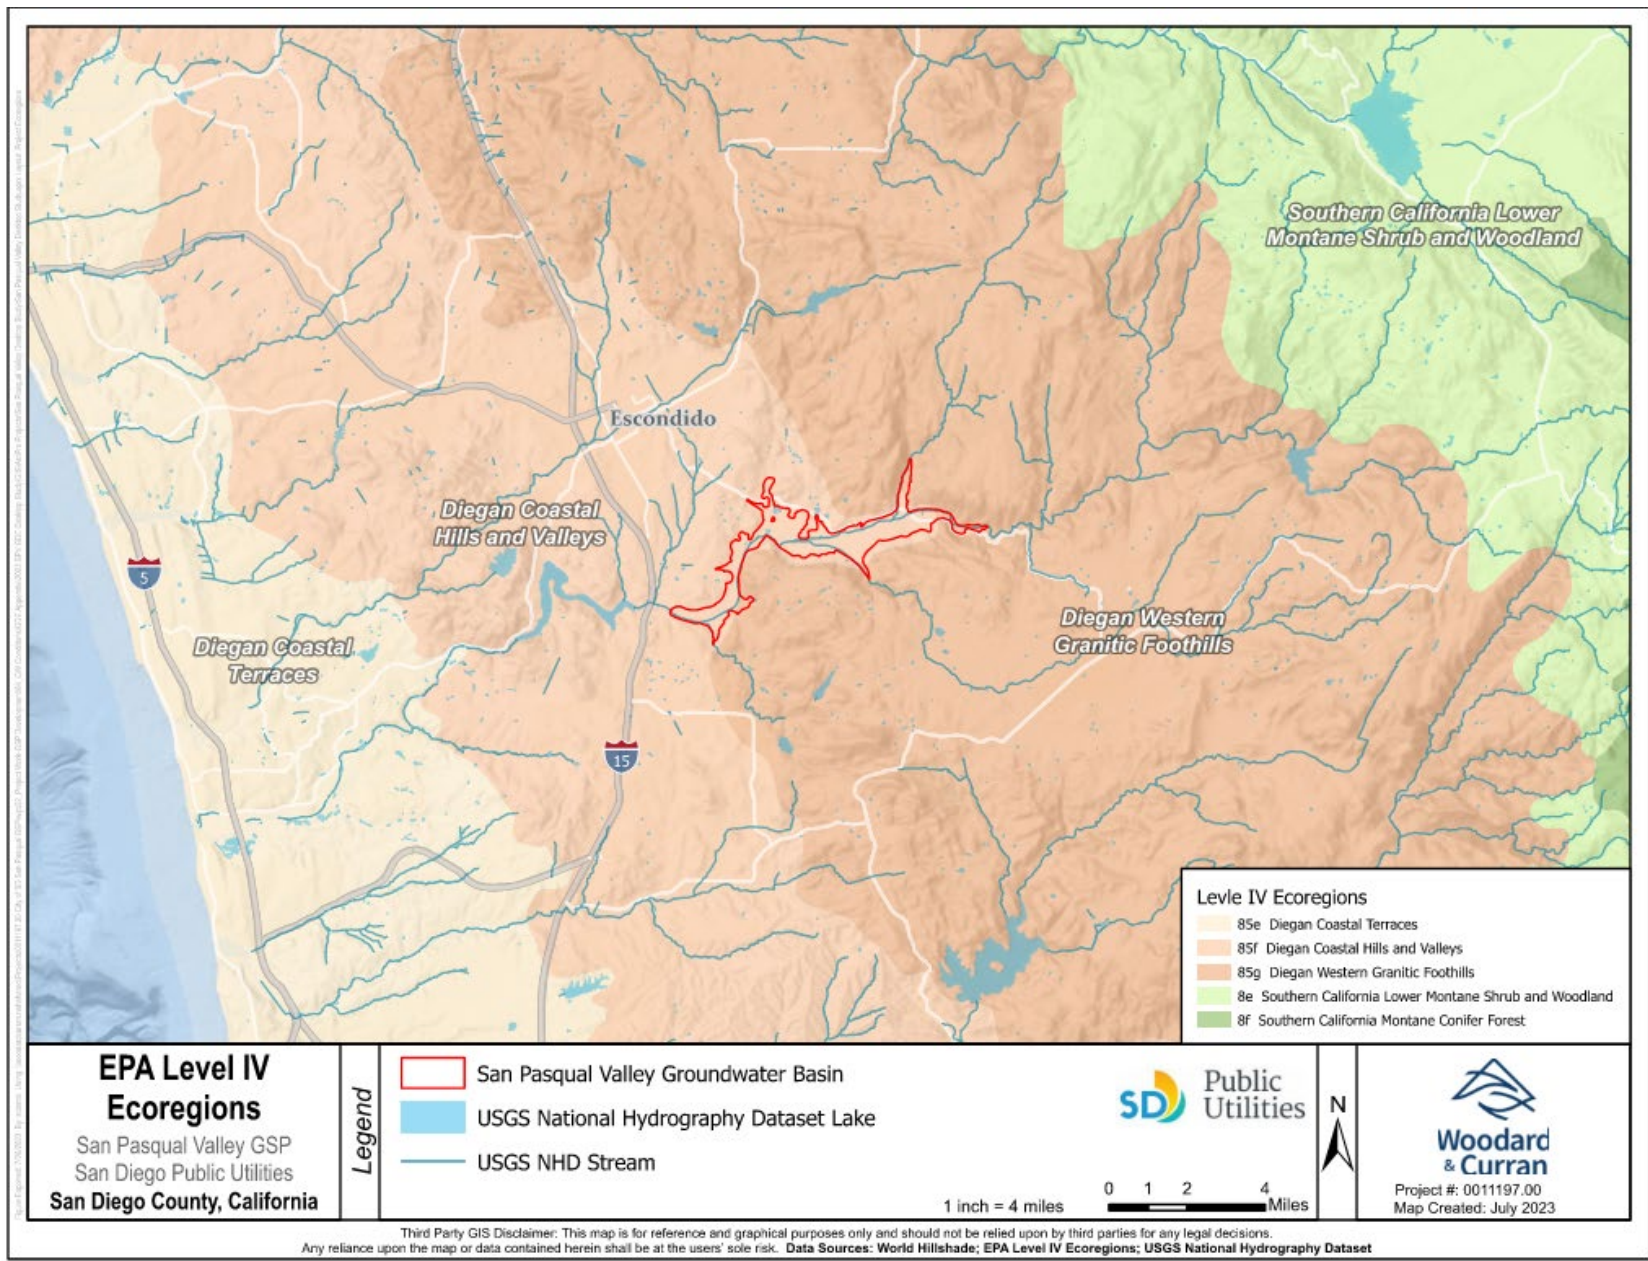 Southern California Lower
Montane Shrub and Woodland
Escondido
Diegan Coastal
Hills and Valleys
5
Diegan Western
Granitic Foothills
Diegan Coastal
Terraces
15
Levle IV Ecoregions
85e Diegan Coastal Terraces
85f Diegan Coastal Hills and Valleys
85g Diegan Western Granitic Foothills
8e Southern California Lower Montane Shrub and Woodland
8f Southern California Montane Conifer Forest
EPA Level IV
Ecoregions
San Pasqual Valley GSP
San Diego Public Utilities
San Diego County, California
Legend
San Pasqual Valley Groundwater Basin
USGS National Hydrography Dataset Lake
USGS NHD Stream
SD Public
Utilities
1 inch = 4 miles
0 1 2 4
Miles
N
Woodard
& Curran
Project #: 0011197.00
Map Created: July 2023
Third Party GIS Disclaimer: This map is for reference and graphical purposes only and should not be relied upon by third parties for any legal decisions.
Any reliance upon the map or data contained herein shall be at the users' sole risk. Data Sources: World Hillshade; EPA Level IV Ecoregions; USGS National Hydrography Dataset